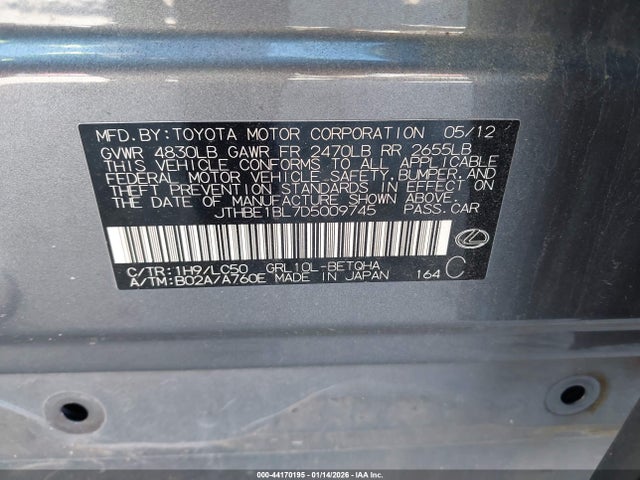 MFD. BY: TOYOTA MOTOR CORPORATION 05/12
GVWR 4830LB GAWR FR 2470LB RR 2655LB
THIS VEHICLE CONFORMS TO ALL APPLICABLE
FEDERAL MOTOR VEHICLE SAFETY, BUMPER, AND
THEFT PREVENTION STANDARDS IN EFFECT ON
THE DATE OF MANUFACTURE SHOWN ABOVE.
JTHBE1BL7D5009745 PASS. CAR
C/TR: 1H9/LC50 GRL10L-BETQHA
A/TM: B02A/A760E MADE IN JAPAN 164 C
000-44170195 - 01/14/2026 - IAA Inc.